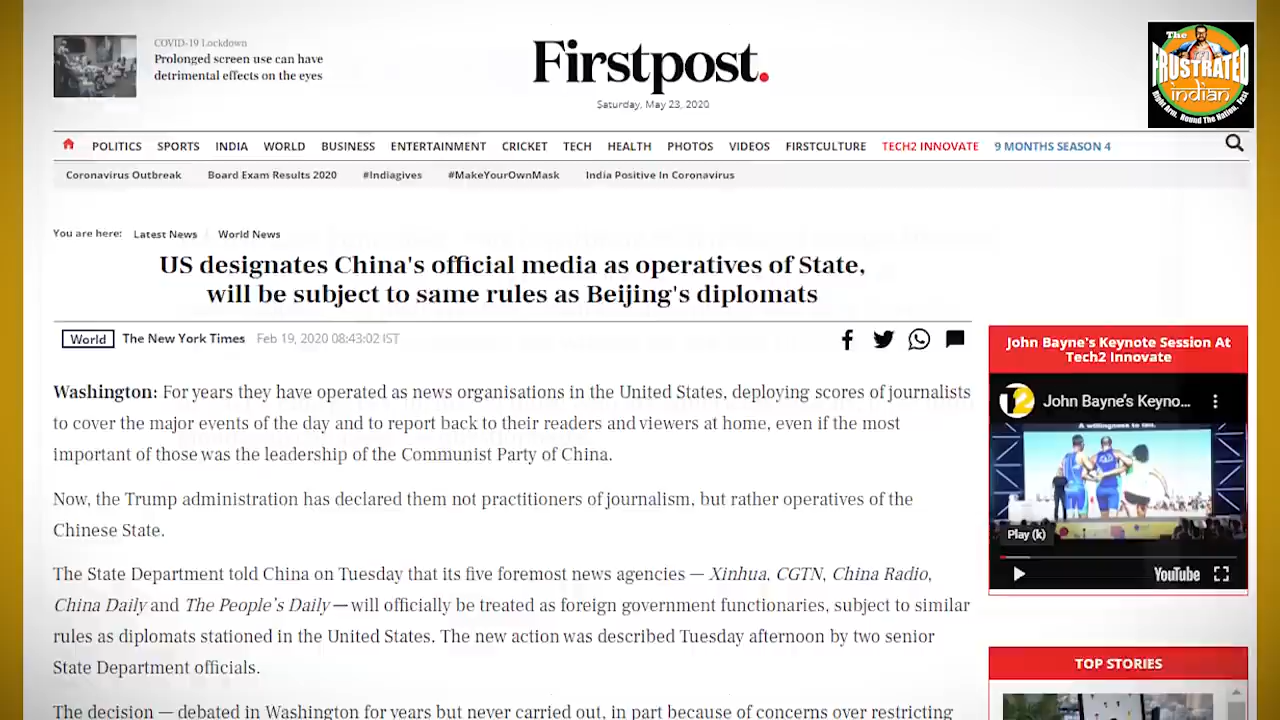 COVID-19 Lockdown
Prolonged screen use can have
detrimental effects on the eyes
Firstpost.
Saturday, May 23, 2020
The
FRUSTRATED
indian
Right Arm. Round The Nation. Fast
POLITICS SPORTS INDIA WORLD BUSINESS ENTERTAINMENT CRICKET TECH HEALTH PHOTOS VIDEOS FIRSTCULTURE TECH2 INNOVATE 9 MONTHS SEASON 4
Coronavirus Outbreak Board Exam Results 2020 #Indiagives #MakeYourOwnMask India Positive In Coronavirus
You are here: Latest News World News
US designates China's official media as operatives of State,
will be subject to same rules as Beijing's diplomats
World The New York Times Feb 19, 2020 08:43:02 IST
Washington: For years they have operated as news organisations in the United States, deploying scores of journalists
to cover the major events of the day and to report back to their readers and viewers at home, even if the most
important of those was the leadership of the Communist Party of China.
Now, the Trump administration has declared them not practitioners of journalism, but rather operatives of the
Chinese State.
The State Department told China on Tuesday that its five foremost news agencies — Xinhua, CGTN, China Radio,
China Daily and The People's Daily — will officially be treated as foreign government functionaries, subject to similar
rules as diplomats stationed in the United States. The new action was described Tuesday afternoon by two senior
State Department officials.
The decision — debated in Washington for years but never carried out, in part because of concerns over restricting
John Bayne's Keynote Session At
Tech2 Innovate
John Bayne's Keyno...
A willingness to fail.
Play (k)
YouTube
TOP STORIES